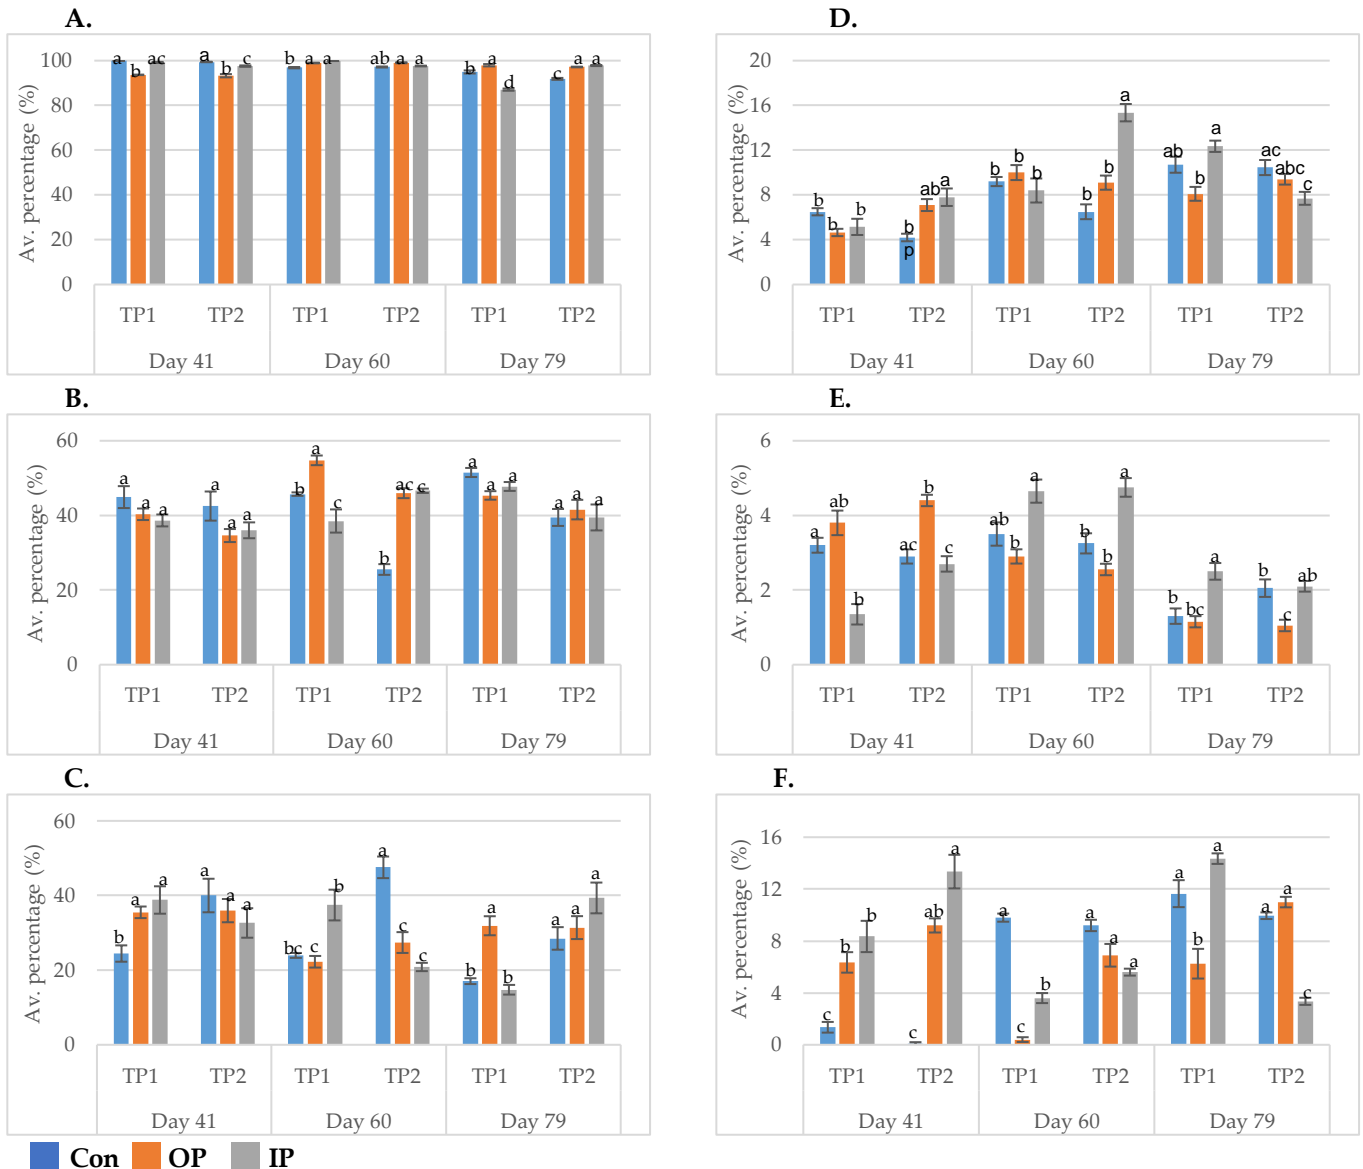 A.
Av. percentage (%)
100
80
60
40
20
0
a b ac a b c b a a ab a a b a d c a a
TP1 TP2 TP1 TP2 TP1 TP2
Day 41 Day 60 Day 79
D.
Av. percentage (%)
20
16
12
8
4
0
b b b b p ab a b b b b b a ab b a ac abc c
TP1 TP2 TP1 TP2 TP1 TP2
Day 41 Day 60 Day 79
B.
Av. percentage (%)
60
40
20
0
a a a a a a b a c b ac c a a a a a a
TP1 TP2 TP1 TP2 TP1 TP2
Day 41 Day 60 Day 79
E.
Av. percentage (%)
6
4
2
0
a ab b ac b c ab b a b b a b bc a b c ab
TP1 TP2 TP1 TP2 TP1 TP2
Day 41 Day 60 Day 79
C.
Av. percentage (%)
60
40
20
0
b a a a a a bc c b a c c b a b a a a
TP1 TP2 TP1 TP2 TP1 TP2
Day 41 Day 60 Day 79
F.
Av. percentage (%)
16
12
8
4
0
c b b c ab a a c b a a a a b a a a c
TP1 TP2 TP1 TP2 TP1 TP2
Day 41 Day 60 Day 79
Con OP IP